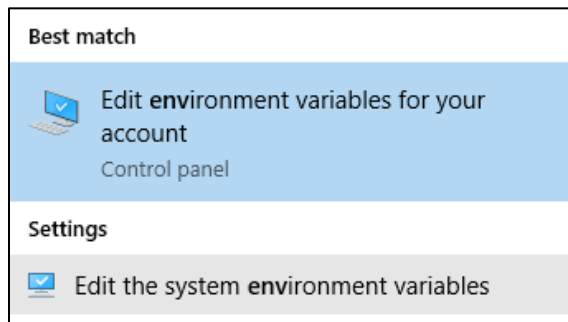 Best match
Edit environment variables for your
account
Control panel
Settings
Edit the system environment variables